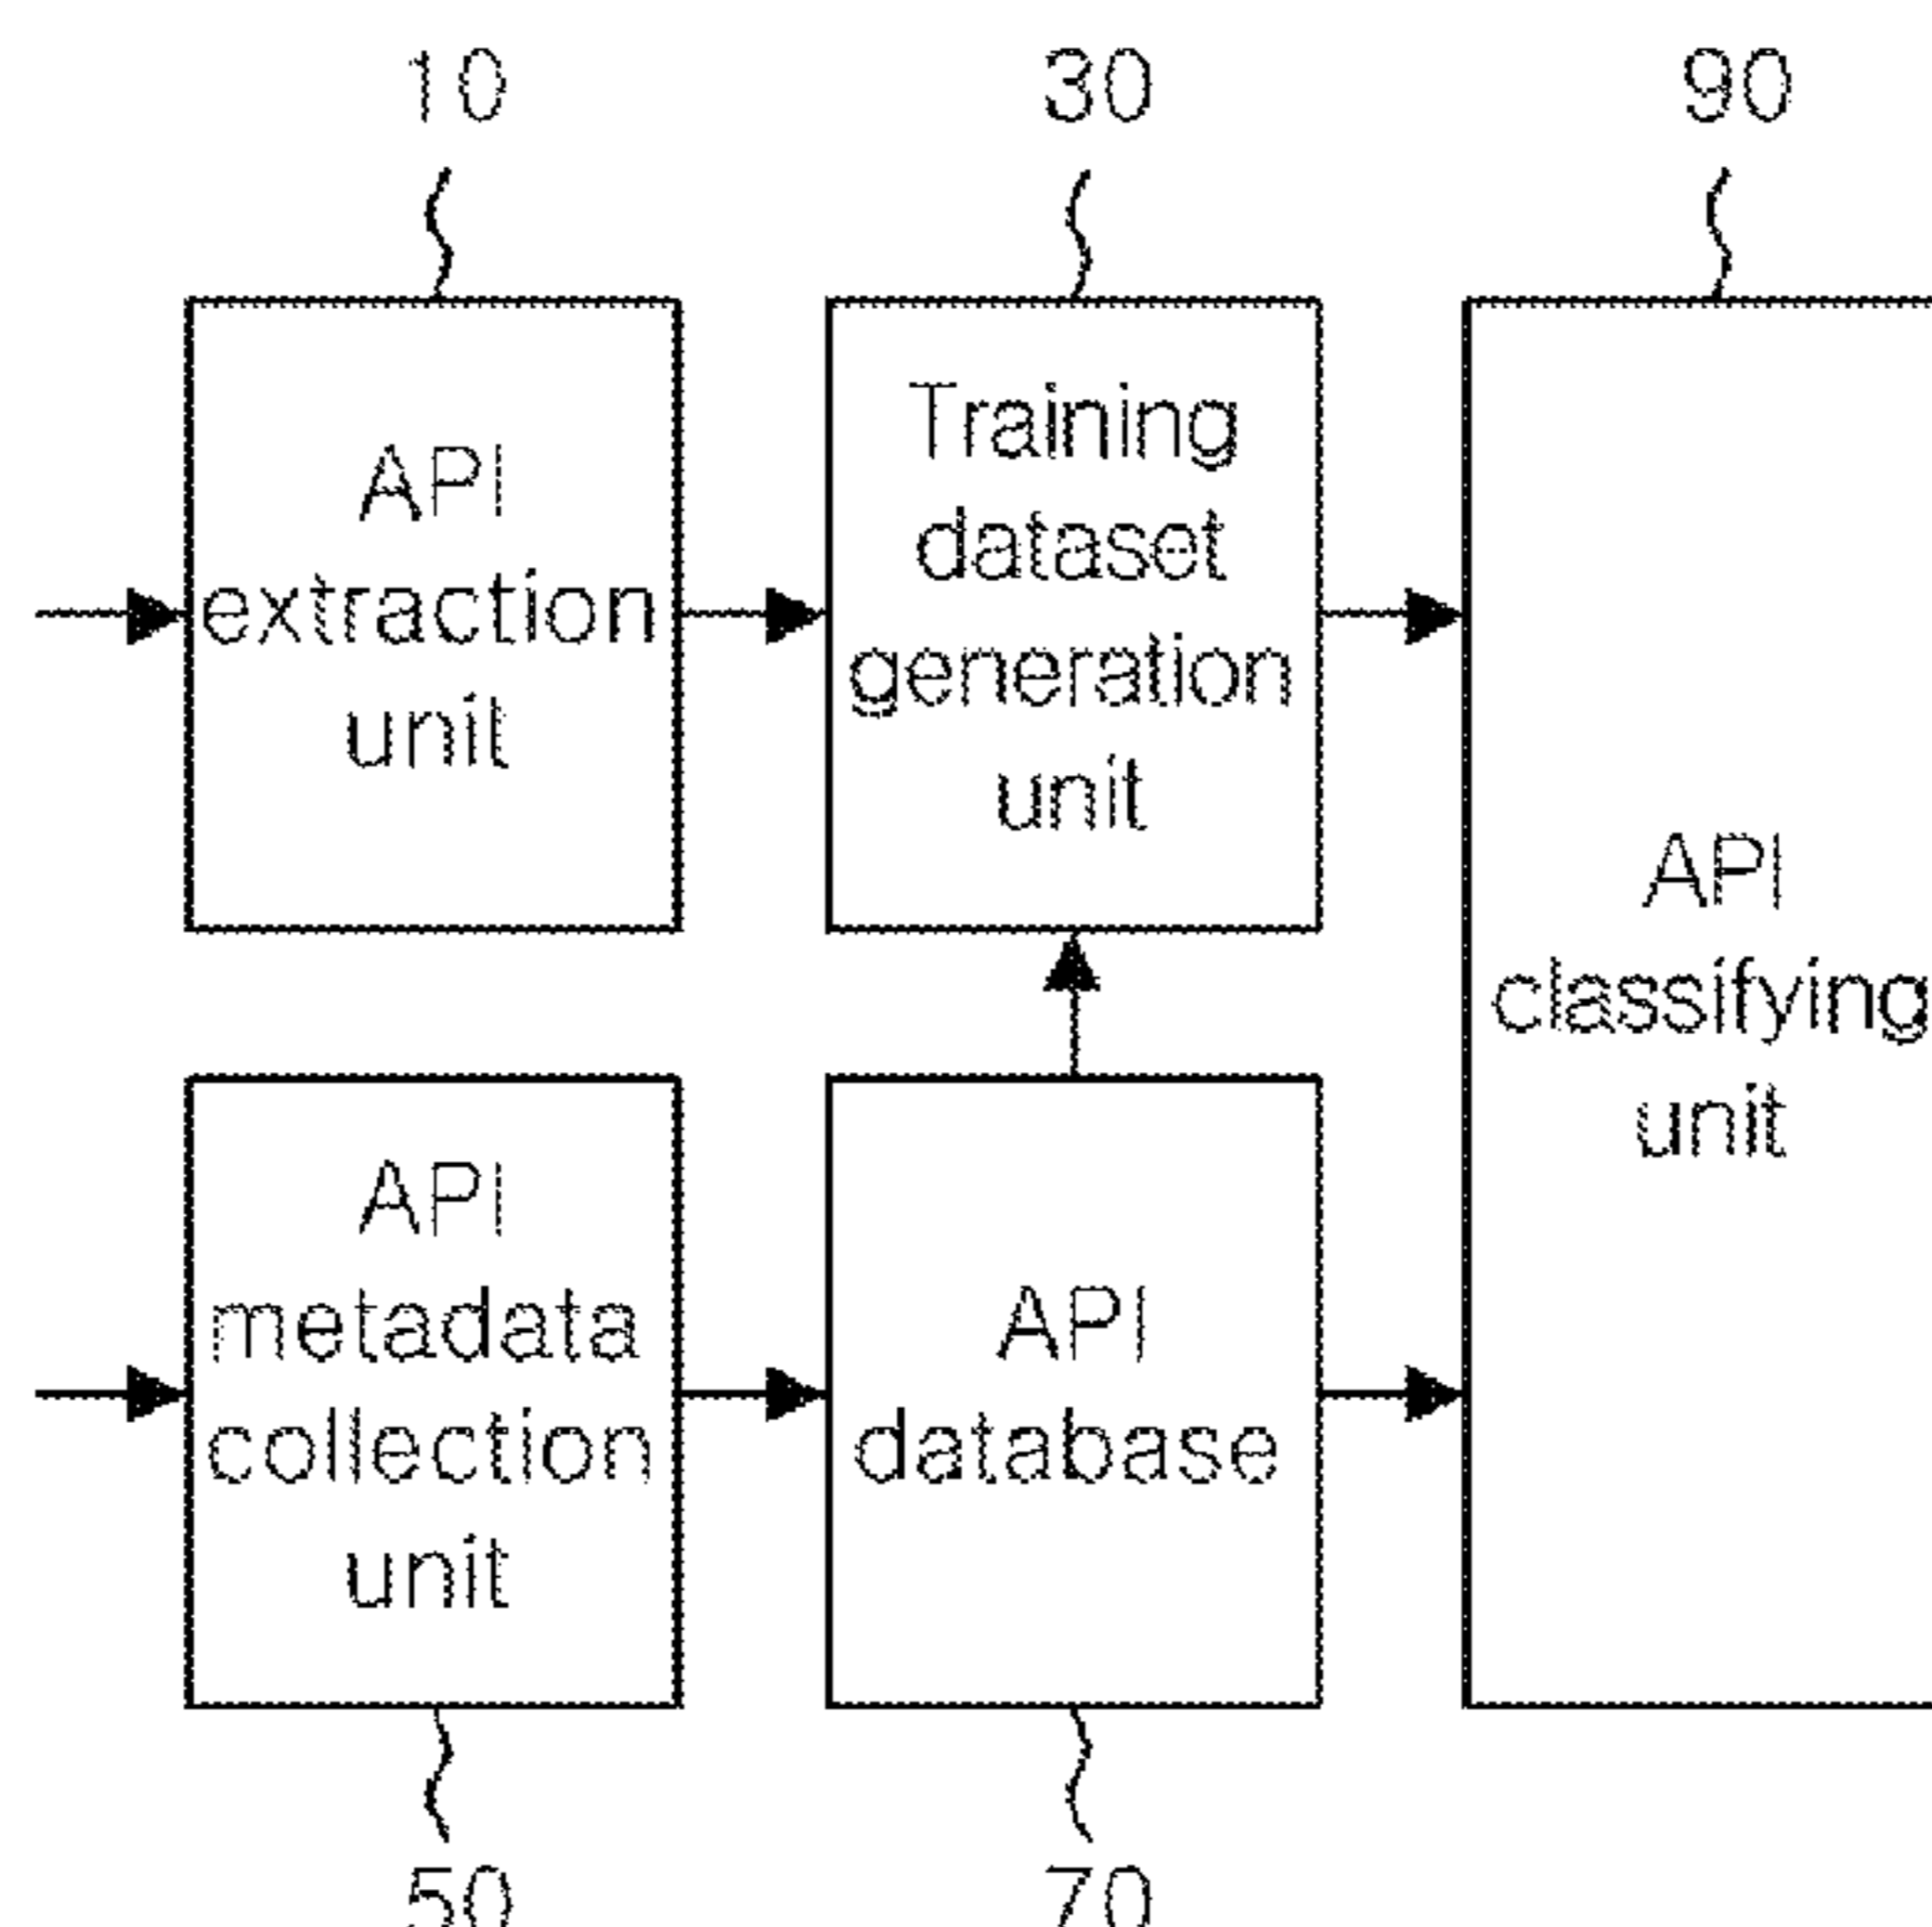 10
30
90
API
extraction
unit
Training
dataset
generation
unit
API
classifying
unit
API
metadata
collection
unit
API
database
50
70